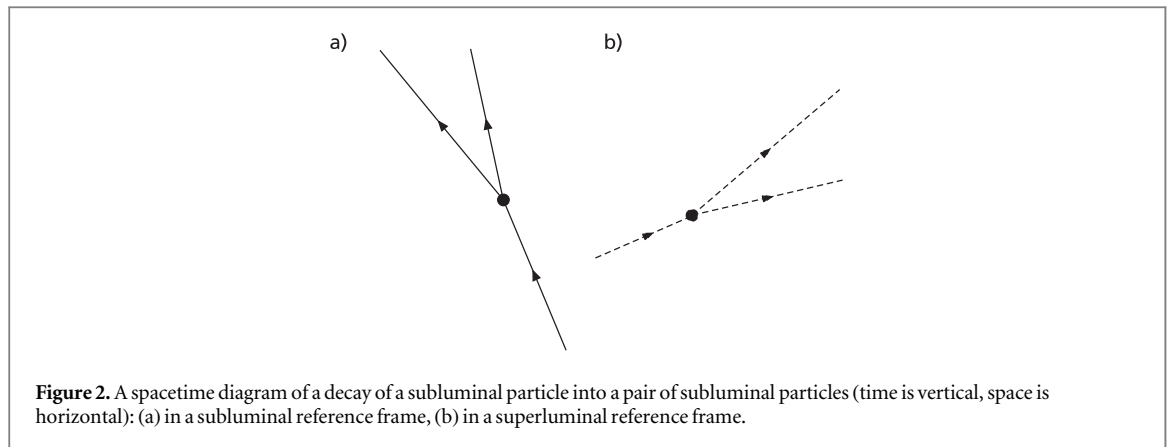 a)
b)
Figure 2. A spacetime diagram of a decay of a subluminal particle into a pair of subluminal particles (time is vertical, space is
horizontal): (a) in a subluminal reference frame, (b) in a superluminal reference frame.